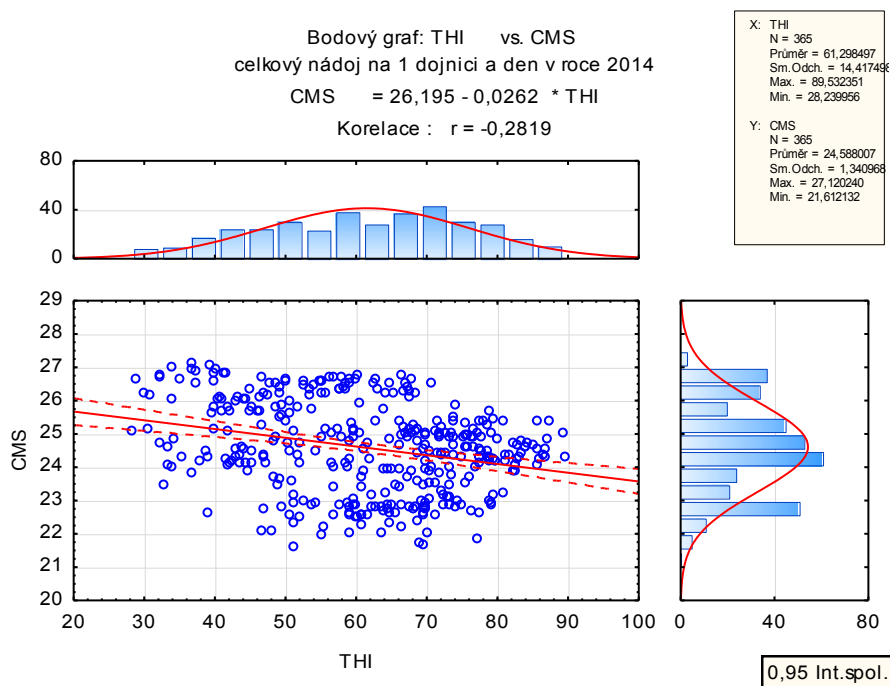 Bodový graf: THI vs. CMS
celkový nádoj na 1 dojnici a den v roce 2014
CMS = 26,195 - 0,0262 * THI
Korelace : r = -0,2819
X: THI
N = 365
Průměr = 61,298497
Sm.Odch. = 14,417498
Max. = 89,532351
Min. = 28,239956
Y: CMS
N = 365
Průměr = 24,588007
Sm.Odch. = 1,340968
Max. = 27,120240
Min. = 21,612132
80
40
0
29
28
27
26
25
24
23
22
21
20
CMS
20 30 40 50 60 70 80 90 100
THI
0 40 80
0,95 Int.spol.